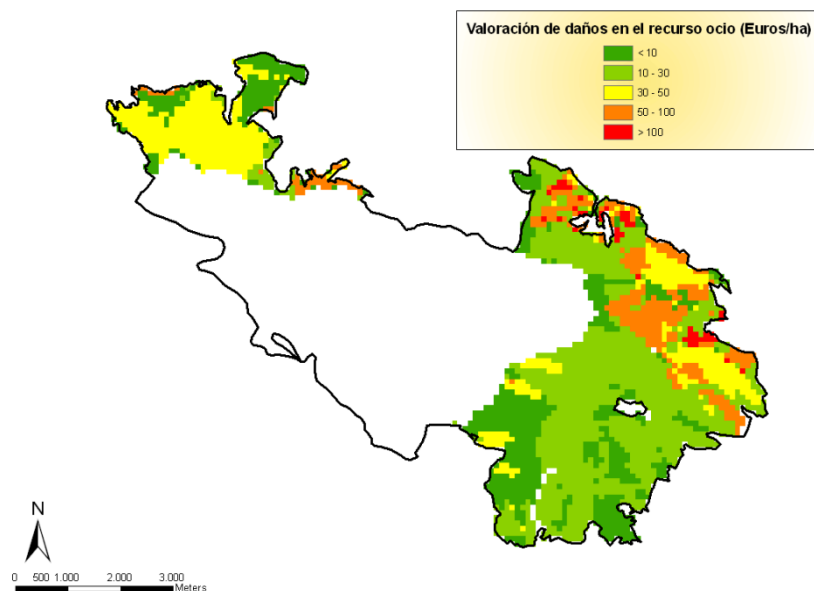 Valoración de daños en el recurso ocio (Euros/ha)
< 10
10 - 30
30 - 50
50 - 100
> 100
N
0 500 1.000 2.000 3.000
Meters